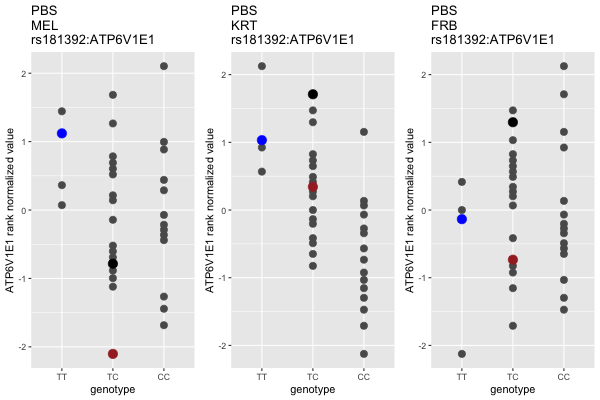 PBS
MEL
rs181392:ATP6V1E1
ATP6V1E1 rank normalized value
2
1
0
-1
-2
TT
TC
CC
genotype
PBS
KRT
rs181392:ATP6V1E1
ATP6V1E1 rank normalized value
2
1
0
-1
-2
TT
TC
CC
genotype
PBS
FRB
rs181392:ATP6V1E1
ATP6V1E1 rank normalized value
2
1
0
-1
-2
TT
TC
CC
genotype